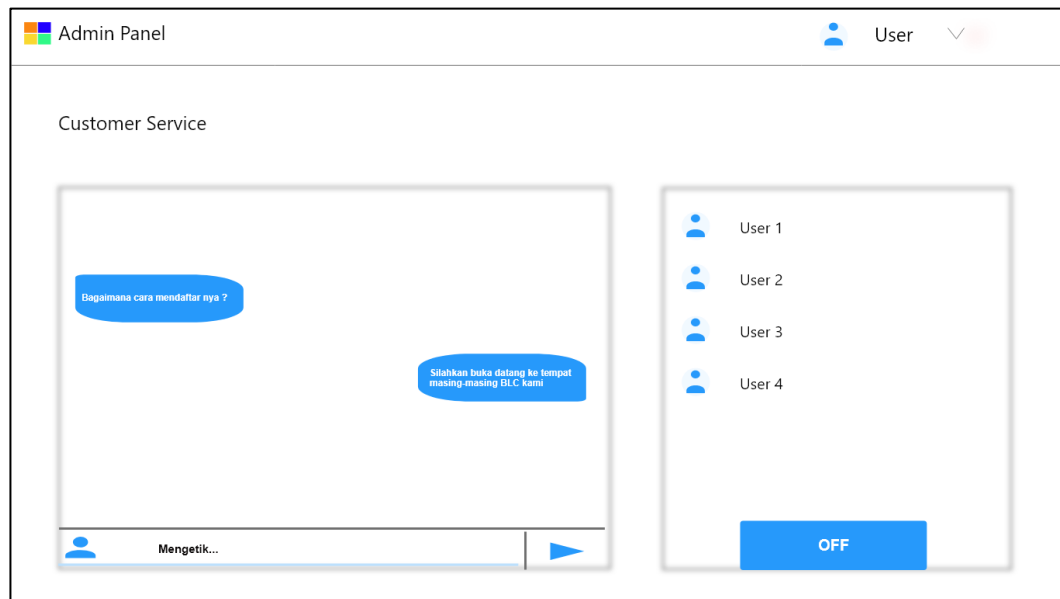 Admin Panel
User
Customer Service
Bagaimana cara mendaftar nya ?
Silahkan buka datang ke tempat
masing-masing BLC kami
Mengetik...
User 1
User 2
User 3
User 4
OFF